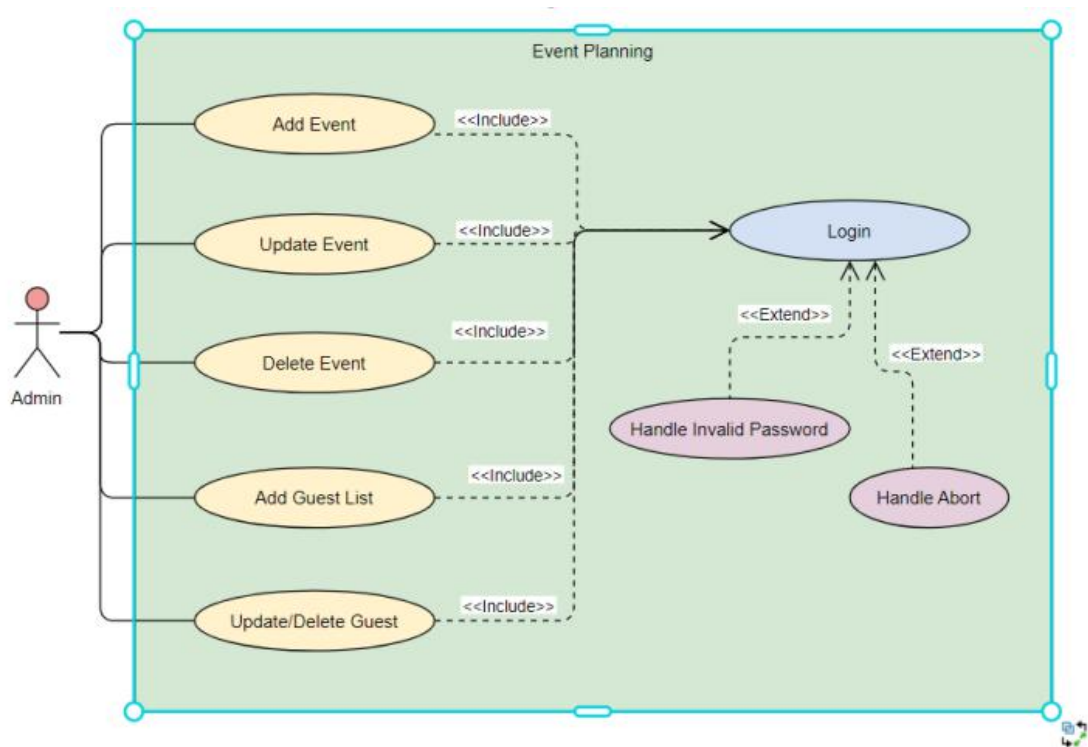 Event Planning
Add Event
<<Include>>
Update Event
<<Include>>
Login
Delete Event
<<Include>>
<<Extend>>
<<Extend>>
Admin
Handle Invalid Password
Add Guest List
<<Include>>
Handle Abort
Update/Delete Guest
<<Include>>